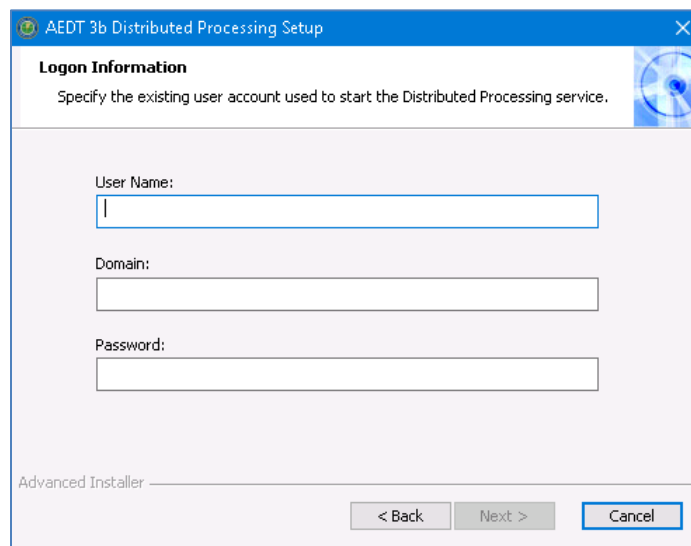 AEDT 3b Distributed Processing Setup
Logon Information
Specify the existing user account used to start the Distributed Processing service.
User Name:
Domain:
Password:
Advanced Installer
< Back Next > Cancel